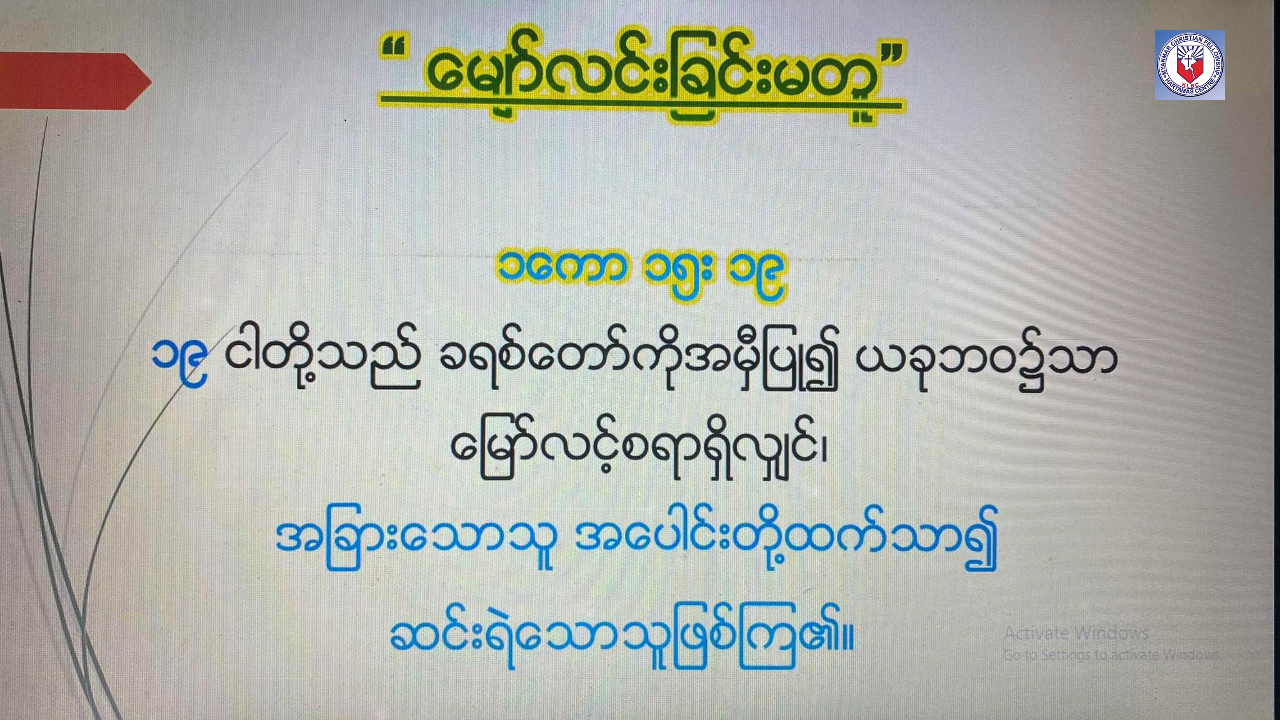 “ မျှော်လင်းခြင်းမတူ”
၁ကော ၁၅း ၁၉
၁၉ ငါတို့သည် ခရစ်တော်ကိုအမှီပြု၍ ယခုဘဝ၌သာ
မြော်လင့်စရာရှိလျှင်၊
အခြားသောသူ အပေါင်းတို့ထက်သာ၍
ဆင်းရဲသောသူဖြစ်ကြ၏။
Activate Windows
Go to Settings to activate Windows.